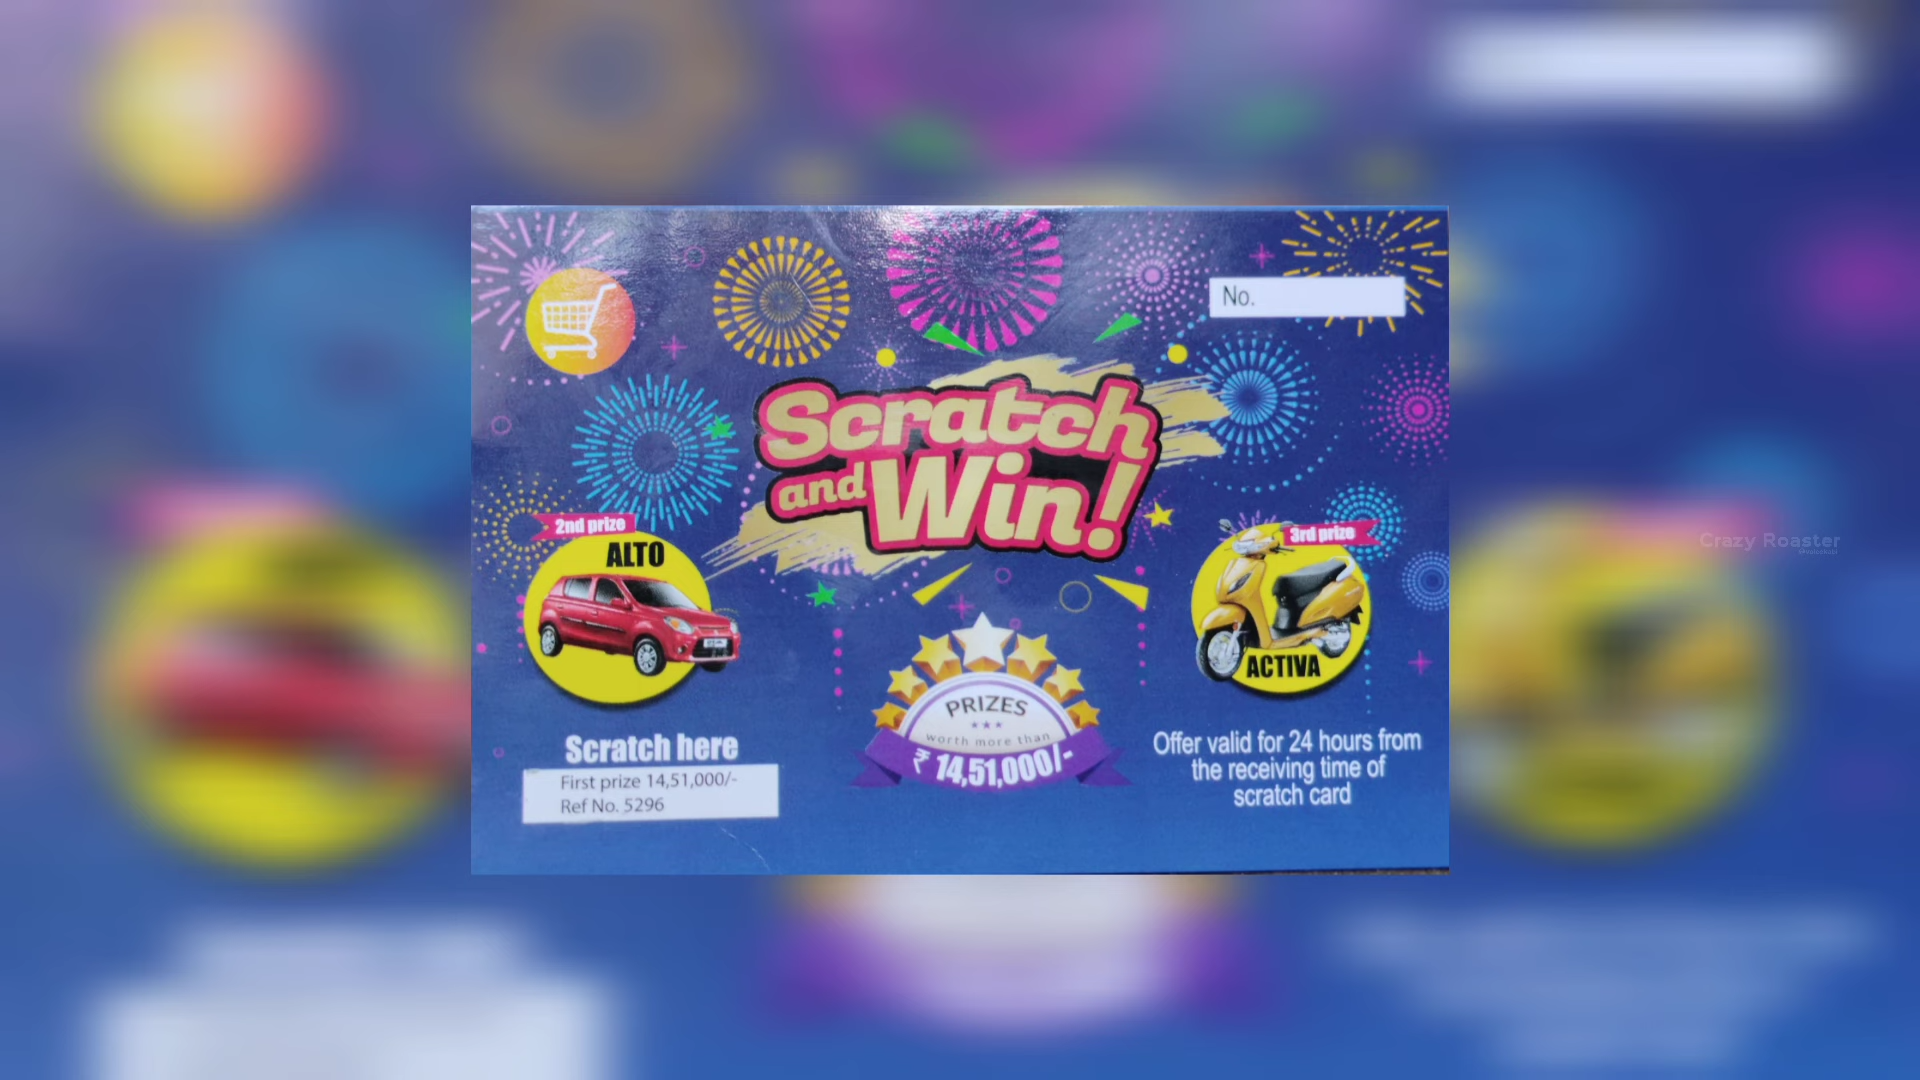 No.
Scratch
and Win!
2nd prize
ALTO
3rd prize
ACTIVA
PRIZES
worth more than
₹ 14,51,000/-
Scratch here
First prize 14,51,000/-
Ref No. 5296
Offer valid for 24 hours from
the receiving time of
scratch card
Crazy Roaster